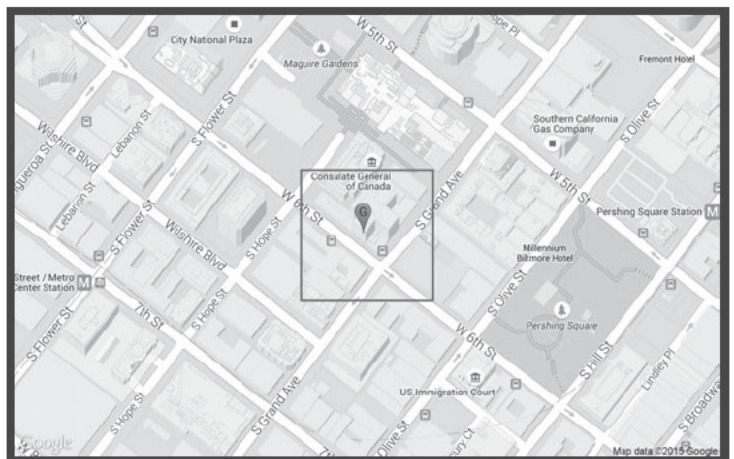 City National Plaza
W 5th St
Hope Pl
Maguire Gardens
Fremont Hotel
Lebanon St
S Flower St
Southern California
Gas Company
S Olive St
Wilshire Blvd
Figueroa St
Consulate General
of Canada
W 5th St
Lebanon St
S Flower St
W 6th St
G
S Grand Ave
Pershing Square Station
M
S Hope St
Wilshire Blvd
Millennium
Biltmore Hotel
Street / Metro
Center Station
M
S Olive St
7th St
S Hope St
Pershing Square
S Flower St
W 6th St
S Hill St
Lindley Pl
US Immigration Court
S Hope St
S Grand Ave
Olive St
S Broadway
Google
7th
Map data ©2015 Google